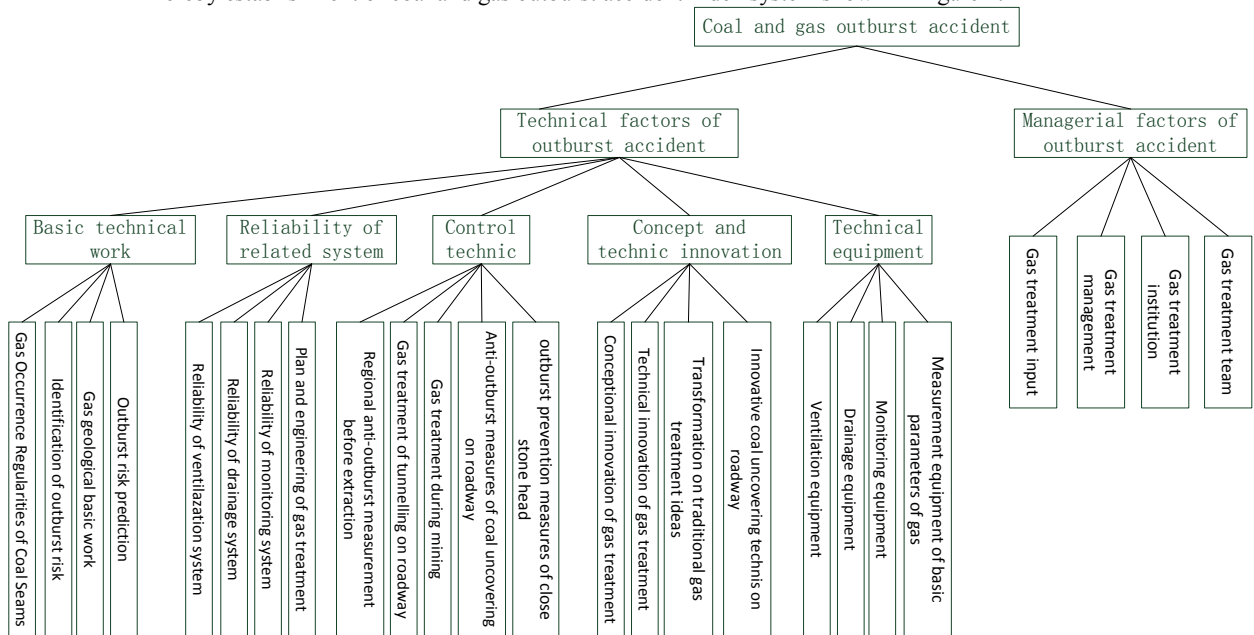 Coal and gas outburst accident
Technical factors of
outburst accident
Managerial factors of
outburst accident
Basic technical
work
Reliability of
related system
Control
technic
Concept and
technic innovation
Technical
equipment
Gas treatment input
Gas treatment
management
Gas treatment
institution
Gas treatment team
Gas Occurrence Regularities of Coal Seams
Identification of outburst risk
Gas geological basic work
Outburst risk prediction
Reliability of ventilazation system
Reliability of drainage system
Reliability of monitoring system
Plan and engineering of gas treatment
Regional anti-outburst measurement
before extraction
Gas treatment of tunnelling on roadway
Gas treatment during mining
Anti-outburst measures of coal uncovering
on roadway
outburst prevention measures of close
stone head
Conceptional innovation of gas treatment
Technical innovation of gas treatment
Transformation on traditional gas
treatment ideas
Innovative coal uncovering technis on
roadway
Ventilation equipment
Drainage equipment
Monitoring equipment
Measurement equipment of basic
parameters of gas